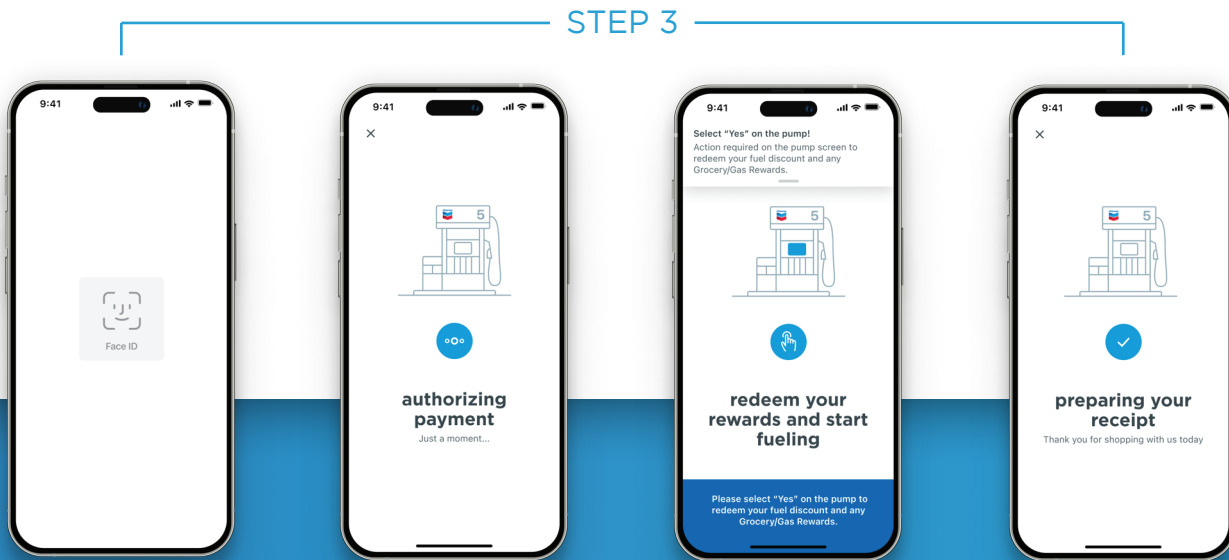 STEP 3
9:41
Face ID
9:41
5
authorizing
payment
Just a moment...
9:41
Select “Yes” on the pump!
Action required on the pump screen to
redeem your fuel discount and any
Grocery/Gas Rewards.
5
redeem your
rewards and start
fueling
Please select “Yes” on the pump to
redeem your fuel discount and any
Grocery/Gas Rewards.
9:41
5
preparing your
receipt
Thank you for shopping with us today